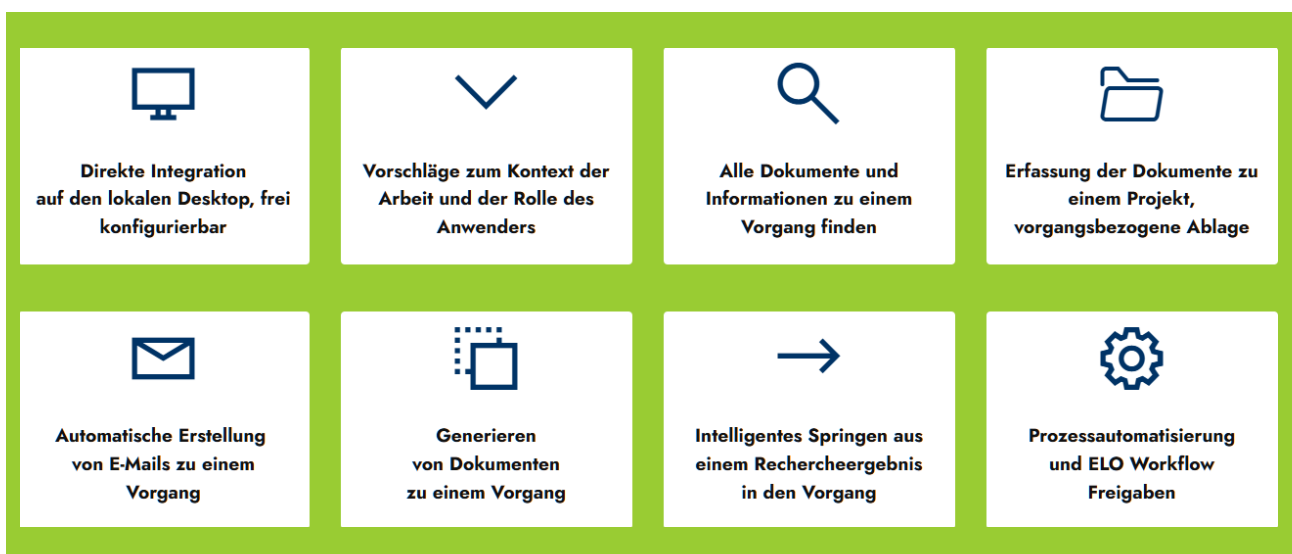 Direkte Integration
auf den lokalen Desktop, frei
konfigurierbar
Vorschläge zum Kontext der
Arbeit und der Rolle des
Anwenders
Alle Dokumente und
Informationen zu einem
Vorgang finden
Erfassung der Dokumente zu
einem Projekt,
vorgangsbezogene Ablage
Automatische Erstellung
von E-Mails zu einem
Vorgang
Generieren
von Dokumenten
zu einem Vorgang
Intelligentes Springen aus
einem Rechercheergebnis
in den Vorgang
Prozessautomatisierung
und ELO Workflow
Freigaben